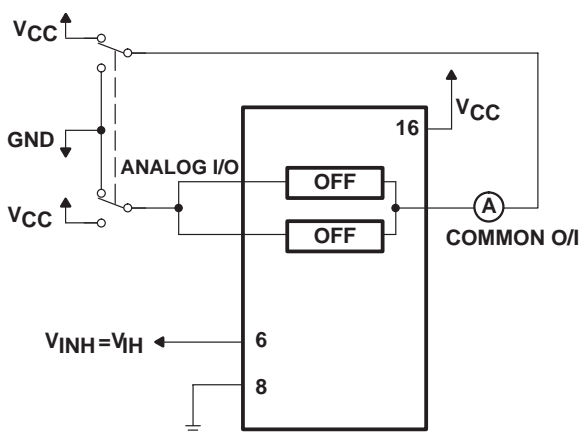 VCC
VCC
16
GND
ANALOG I/O
OFF
A
VCC
OFF
COMMON O/I
VINH=VIH
6
8